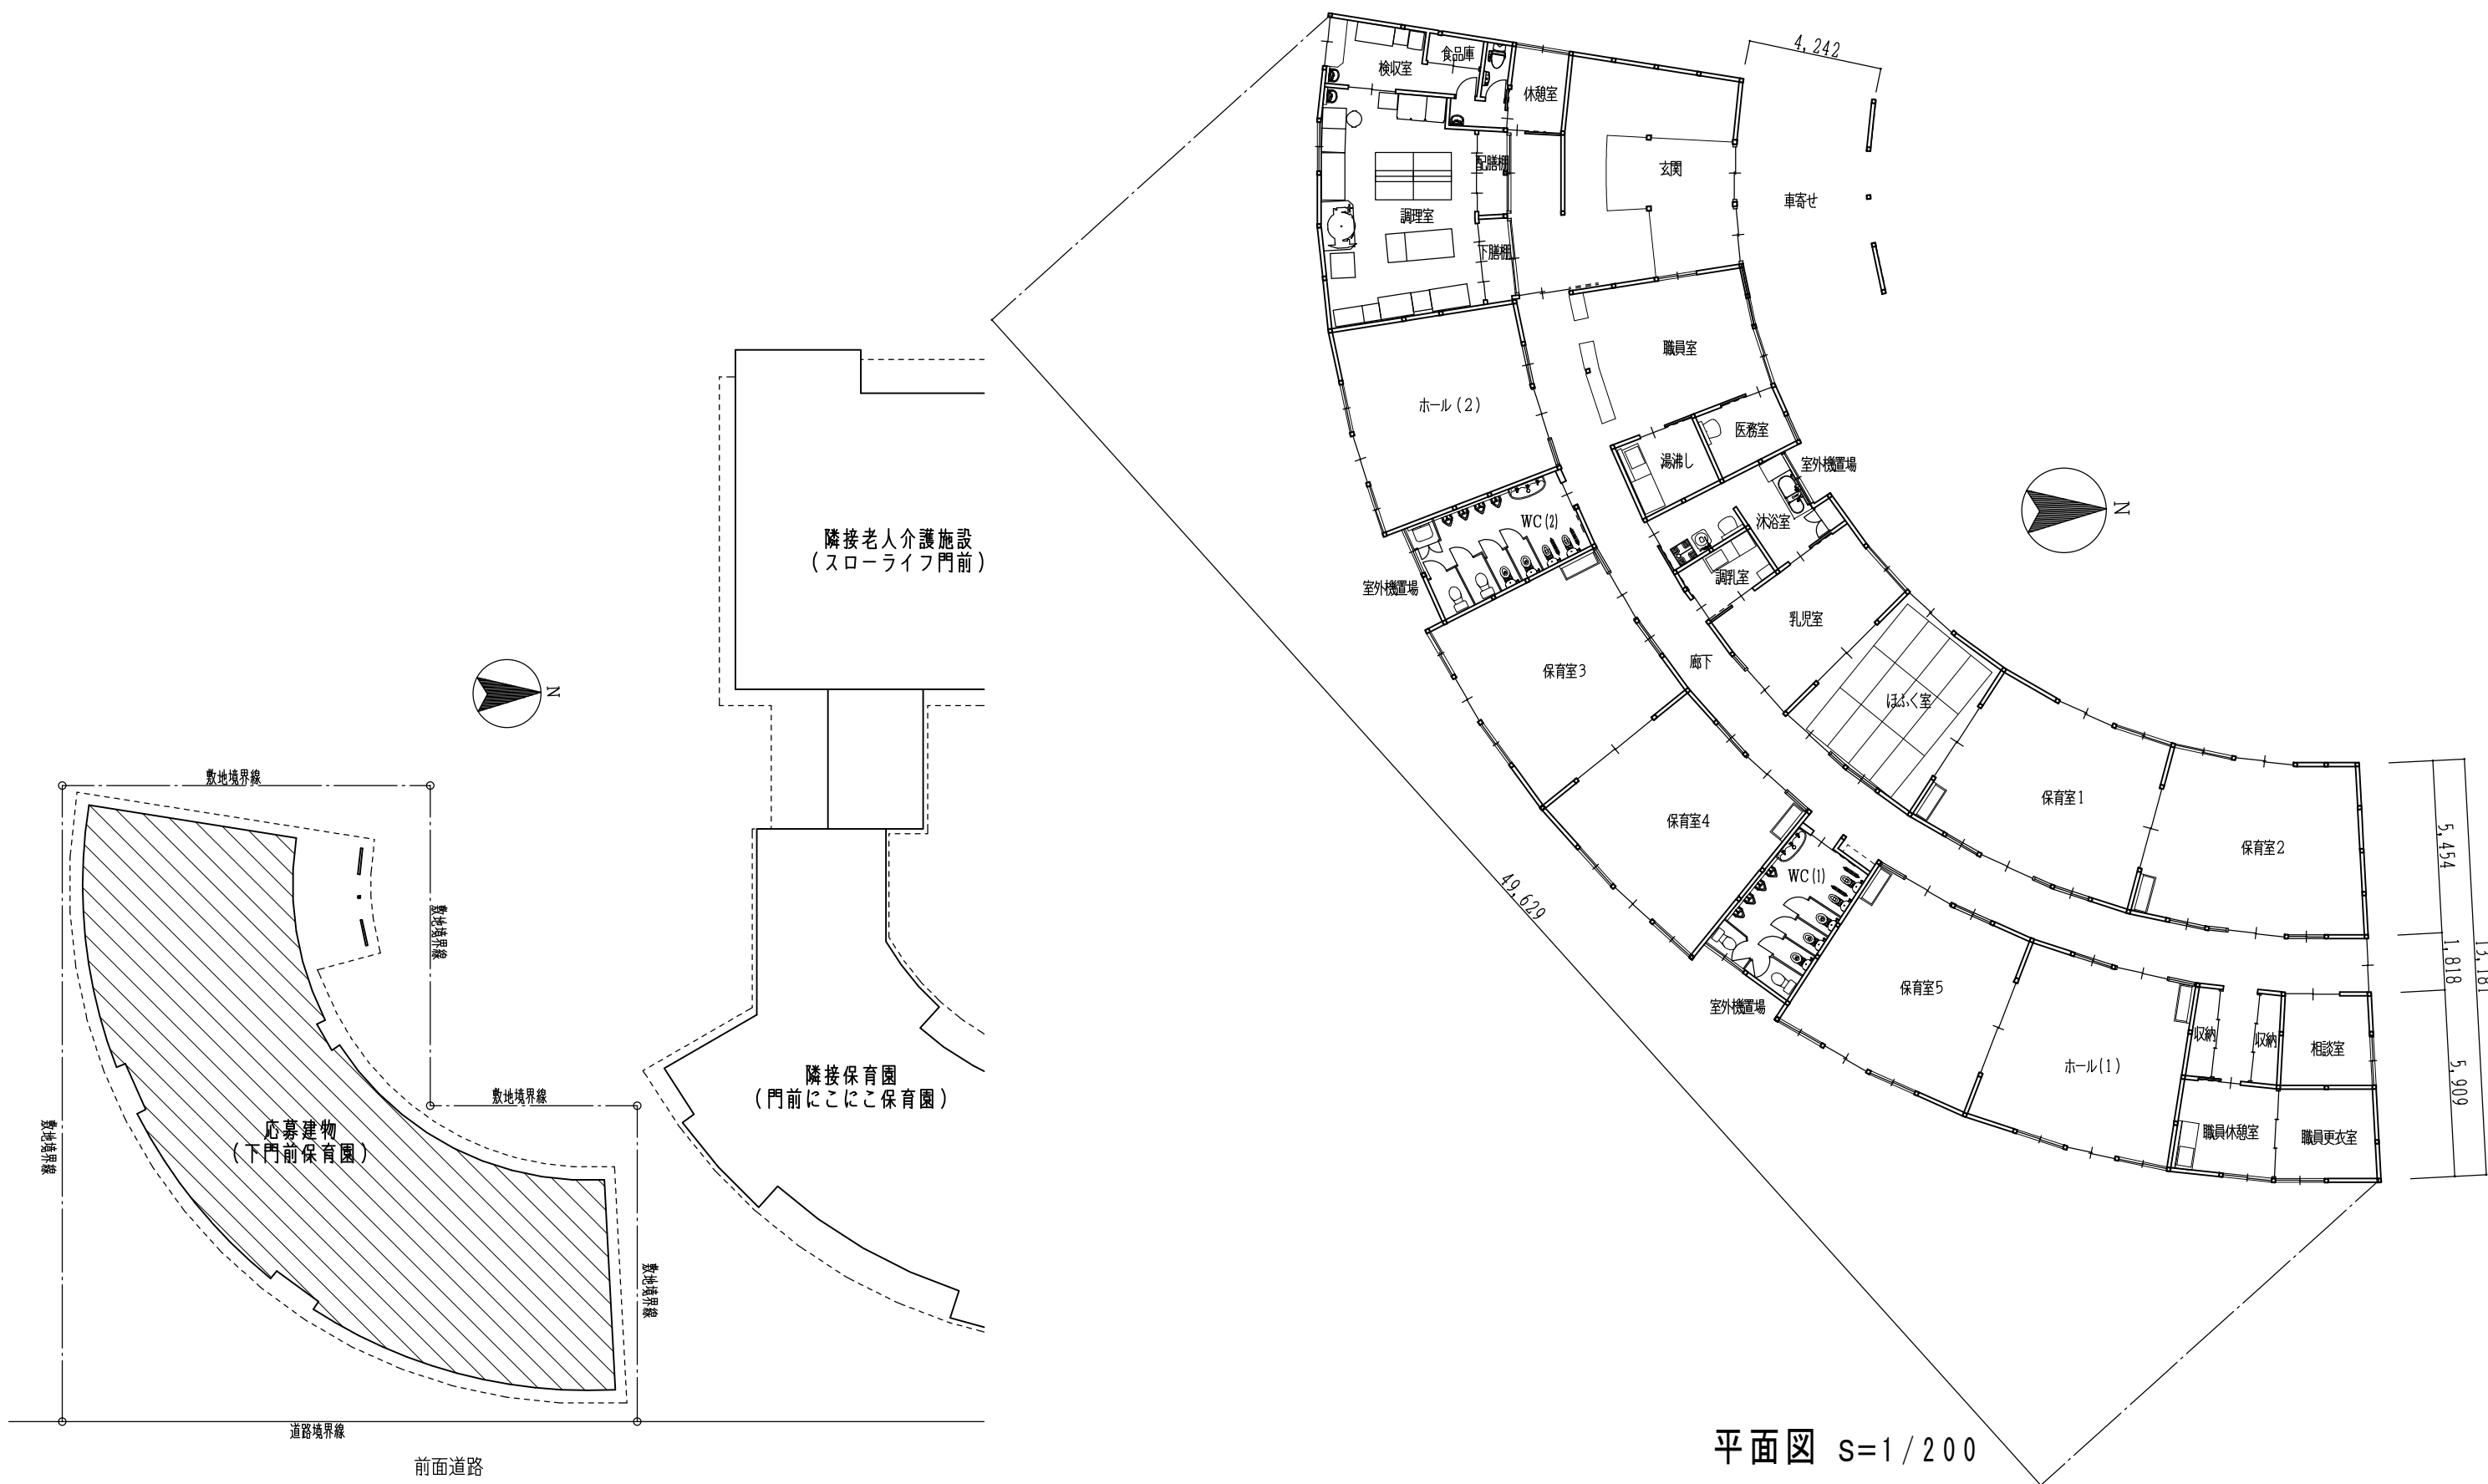 隣接老人介護施設
(スローライフ門前)
N
敷地境界線
敷地境界線
敷地境界線
敷地境界線
敷地境界線
応募建物
(下門前保育園)
隣接保育園
(門前にこにこ保育園)
道路境界線
前面道路
4,242
検収室
食品庫
休憩室
配膳棚
玄関
車寄せ
調理室
下膳棚
職員室
ホール(2)
医務室
湯沸し
室外機置場
WC(2)
沐浴室
N
調乳室
室外機置場
乳児室
保育室3
廊下
ほふく室
保育室1
保育室4
保育室2
5,454
49,629
WC(1)
1,818
13,181
保育室5
室外機置場
収納
収納
相談室
ホール(1)
5,909
職員休憩室
職員更衣室
平面図 S=1/200